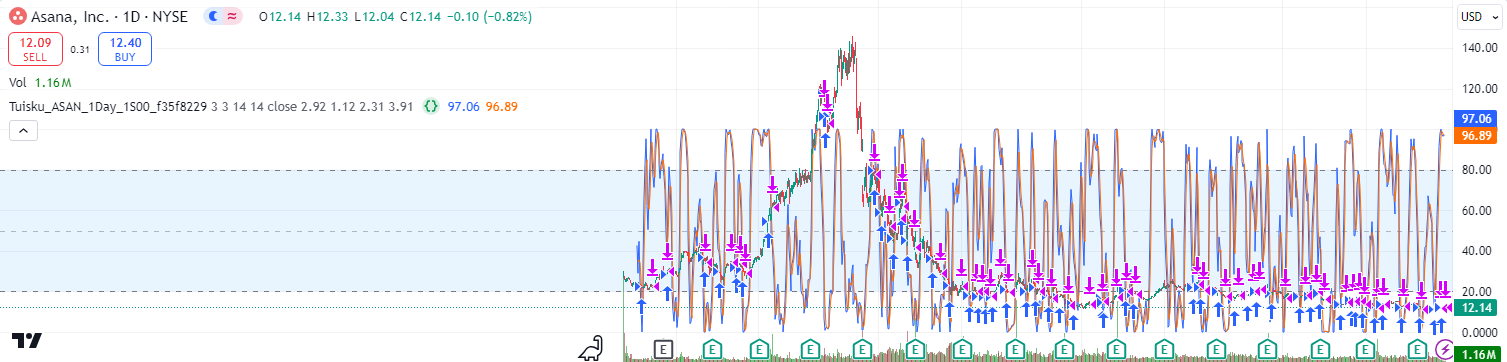 Asana, Inc. · 1D · NYSE O12.14 H12.33 L12.04 C12.14 −0.10 (−0.82%)
USD
12.09 SELL 0.31 12.40 BUY
Vol 1.16M
Tuisku_ASAN_1Day_1S00_f35f8229 3 3 14 14 close 2.92 1.12 2.31 3.91 97.06 96.89
140.00
120.00
97.06
96.89
80.00
60.00
40.00
20.00
12.14
0.0000
1.16M
E E E E E E E E E E E E E E E E